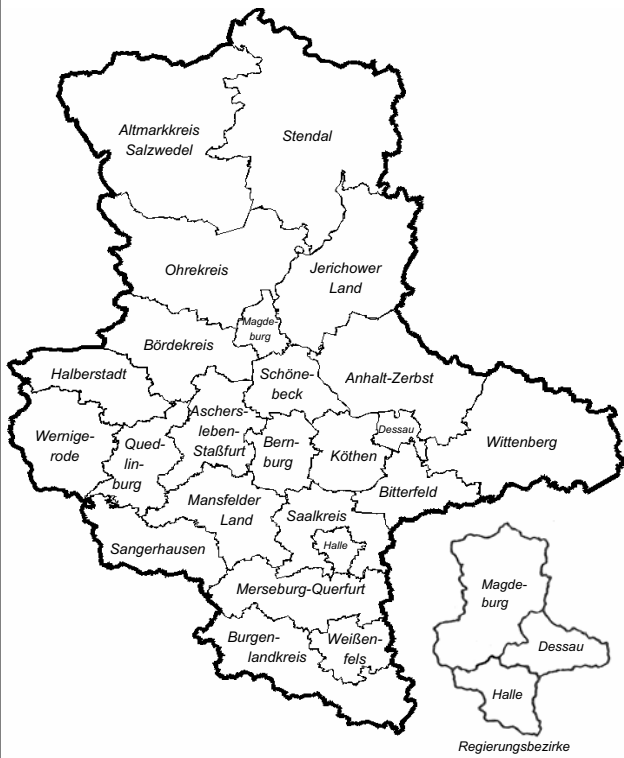 Altmarkkreis
Salzwedel
Stendal
Ohrekreis
Jerichower
Land
Magde-
burg
Bördekreis
Halberstadt
Schöne-
beck
Anhalt-Zerbst
Aschers-
leben-
Staßfurt
Wernige-
rode
Qued-
lin-
burg
Bern-
burg
Köthen
Dessau
Wittenberg
Bitterfeld
Mansfelder
Land
Saalkreis
Halle
Sangerhausen
Merseburg-Querfurt
Burgen-
landkreis
Weißen-
fels
Magde-
burg
Dessau
Halle
Regierungsbezirke